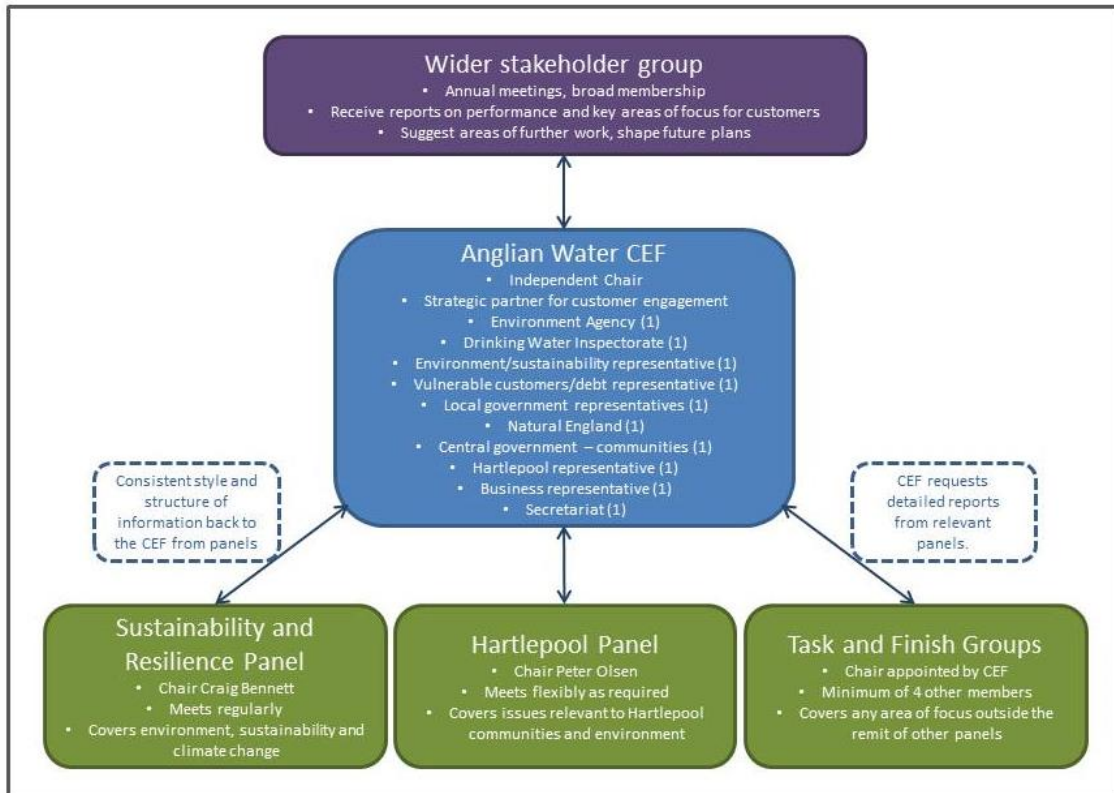 Wider stakeholder group
• Annual meetings, broad membership
• Receive reports on performance and key areas of focus for customers
• Suggest areas of further work, shape future plans
Anglian Water CEF
• Independent Chair
• Strategic partner for customer engagement
• Environment Agency (1)
• Drinking Water Inspectorate (1)
• Environment/sustainability representative (1)
• Vulnerable customers/debt representative (1)
• Local government representatives (1)
• Natural England (1)
• Central government – communities (1)
• Hartlepool representative (1)
• Business representative (1)
• Secretariat (1)
Consistent style and
structure of
information back to
the CEF from panels
CEF requests
detailed reports
from relevant
panels.
Sustainability and
Resilience Panel
• Chair Craig Bennett
• Meets regularly
• Covers environment, sustainability and
climate change
Hartlepool Panel
• Chair Peter Olsen
• Meets flexibly as required
• Covers issues relevant to Hartlepool
communities and environment
Task and Finish Groups
• Chair appointed by CEF
• Minimum of 4 other members
• Covers any area of focus outside the
remit of other panels